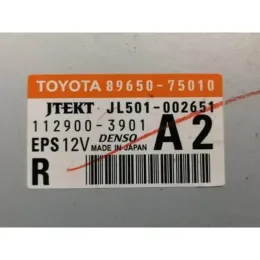 TOYOTA 89650-75010
JTEKT JL501-002651
112900-3901 A2
EPS 12V DENSO
MADE IN JAPAN
R